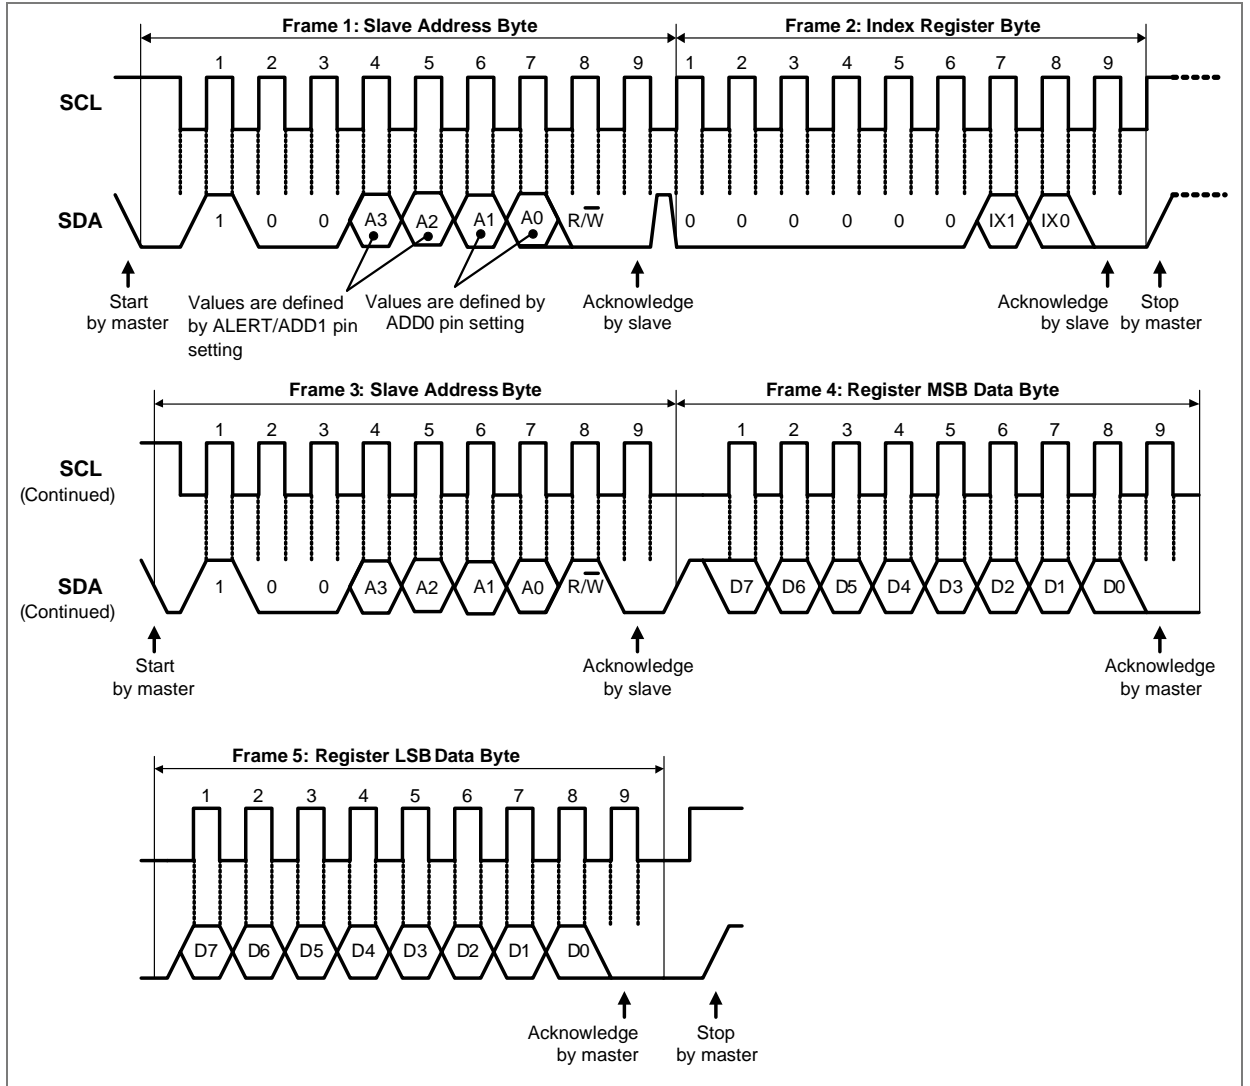 Frame 1: Slave Address Byte
Frame 2: Index Register Byte
1 2 3 4 5 6 7 8 9 1 2 3 4 5 6 7 8 9
SCL
SDA
1 0 0 A3 A2 A1 A0 R/W 0 0 0 0 0 0 IX1 IX0
Start
by master
Values are defined
by ALERT/ADD1 pin
setting
Values are defined by
ADD0 pin setting
Acknowledge
by slave
Acknowledge
by slave
Stop
by master
Frame 3: Slave Address Byte
Frame 4: Register MSB Data Byte
1 2 3 4 5 6 7 8 9 1 2 3 4 5 6 7 8 9
SCL
(Continued)
SDA
(Continued)
1 0 0 A3 A2 A1 A0 R/W D7 D6 D5 D4 D3 D2 D1 D0
Start
by master
Acknowledge
by slave
Acknowledge
by master
Frame 5: Register LSB Data Byte
1 2 3 4 5 6 7 8 9
D7 D6 D5 D4 D3 D2 D1 D0
Acknowledge
by master
Stop
by master